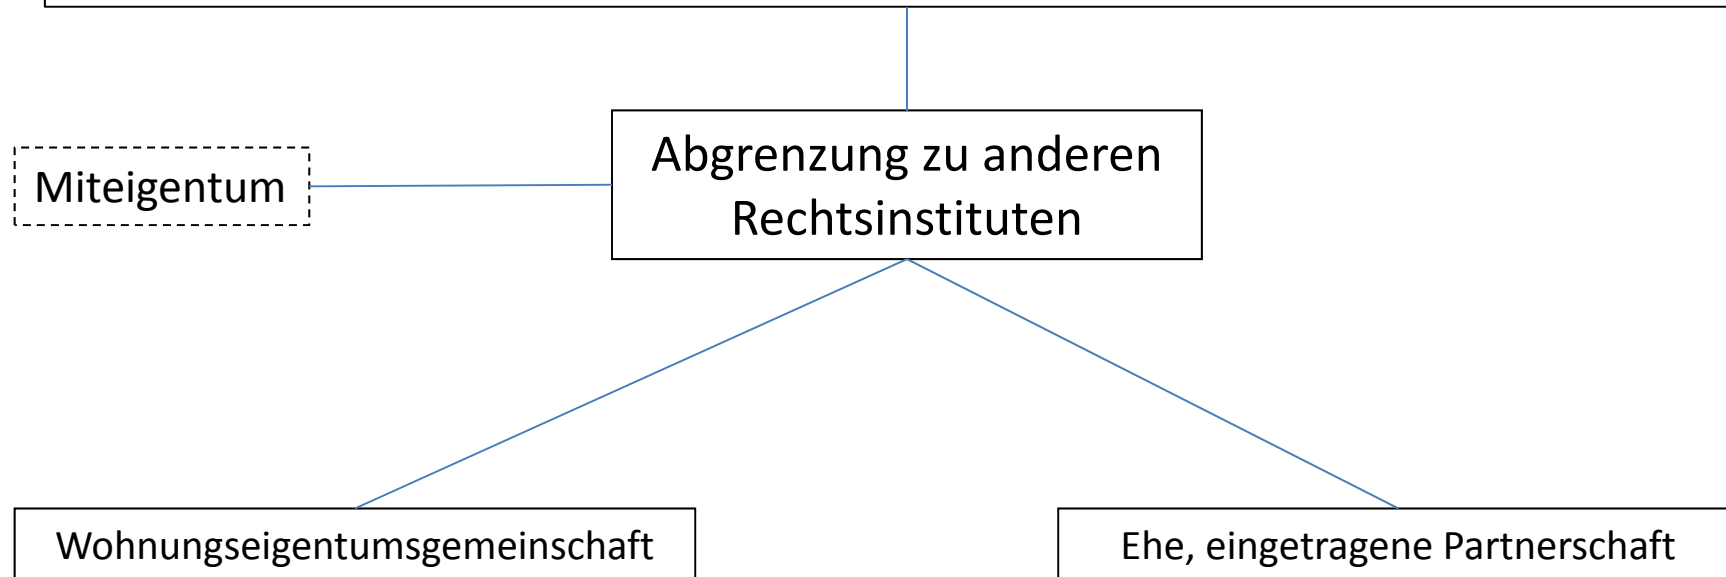 Abgrenzung zu anderen
Rechtsinstituten
Miteigentum
Wohnungseigentumsgemeinschaft
Ehe, eingetragene Partnerschaft